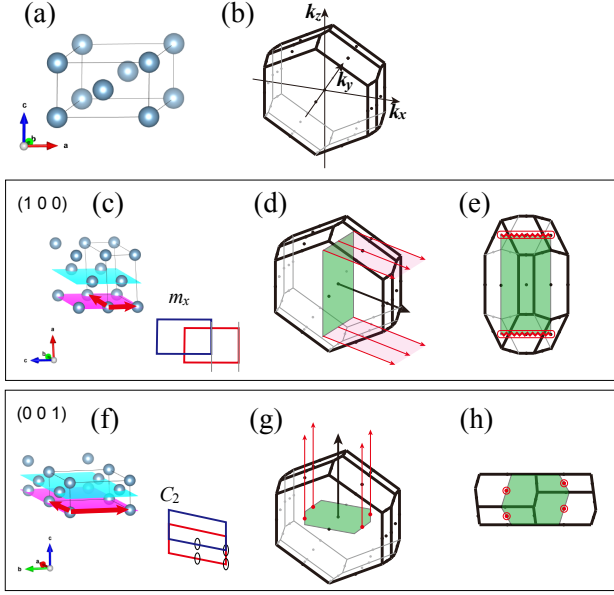 (a)
(b)
k_z
k_y
k_x
c
b
a
(1 0 0)
(c)
(d)
(e)
m_x
a
b
c
(0 0 1)
(f)
(g)
(h)
C_2
c
a
b